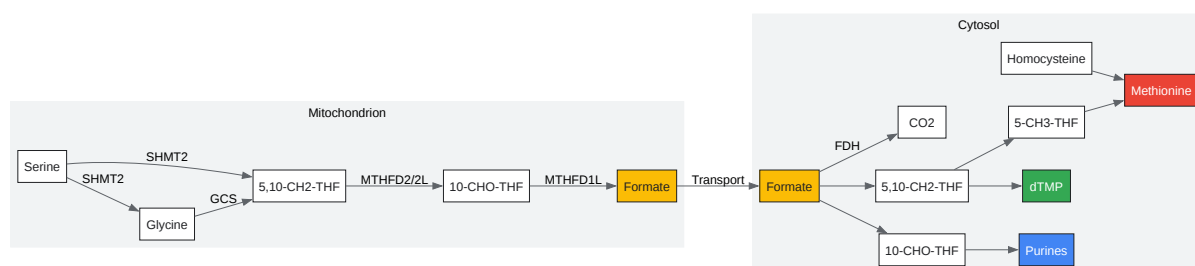 Mitochondrion
Serine
SHMT2
SHMT2
Glycine
GCS
5,10-CH2-THF
MTHFD2/2L
10-CHO-THF
MTHFD1L
Formate
Transport
Cytosol
Formate
FDH
CO2
5,10-CH2-THF
10-CHO-THF
Homocysteine
5-CH3-THF
Methionine
dTMP
Purines